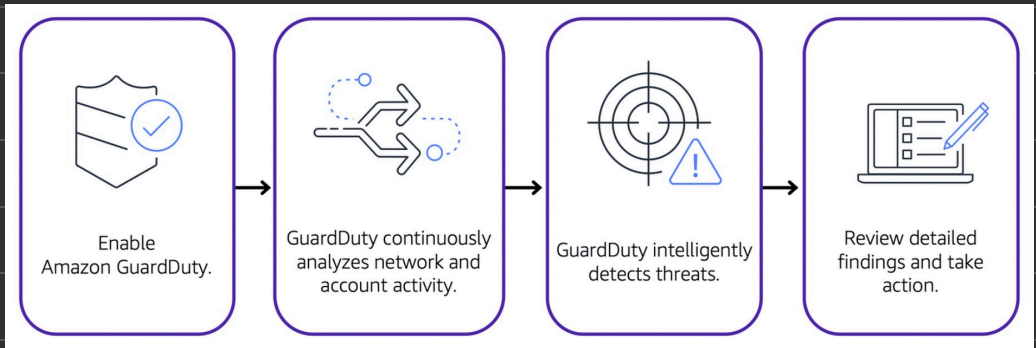 Enable
Amazon GuardDuty.
GuardDuty continuously
analyzes network and
account activity.
GuardDuty intelligently
detects threats.
Review detailed
findings and take
action.